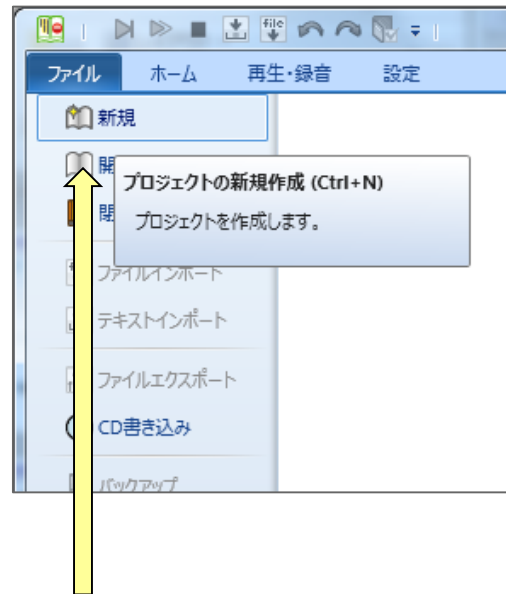 file
ファイル ホーム 再生・録音 設定
新規
開
プロジェクトの新規作成 (Ctrl+N)
プロジェクトを作成します。
閉
ファイルインポート
テキストインポート
ファイルエクスポート
CD書き込み
バックアップ